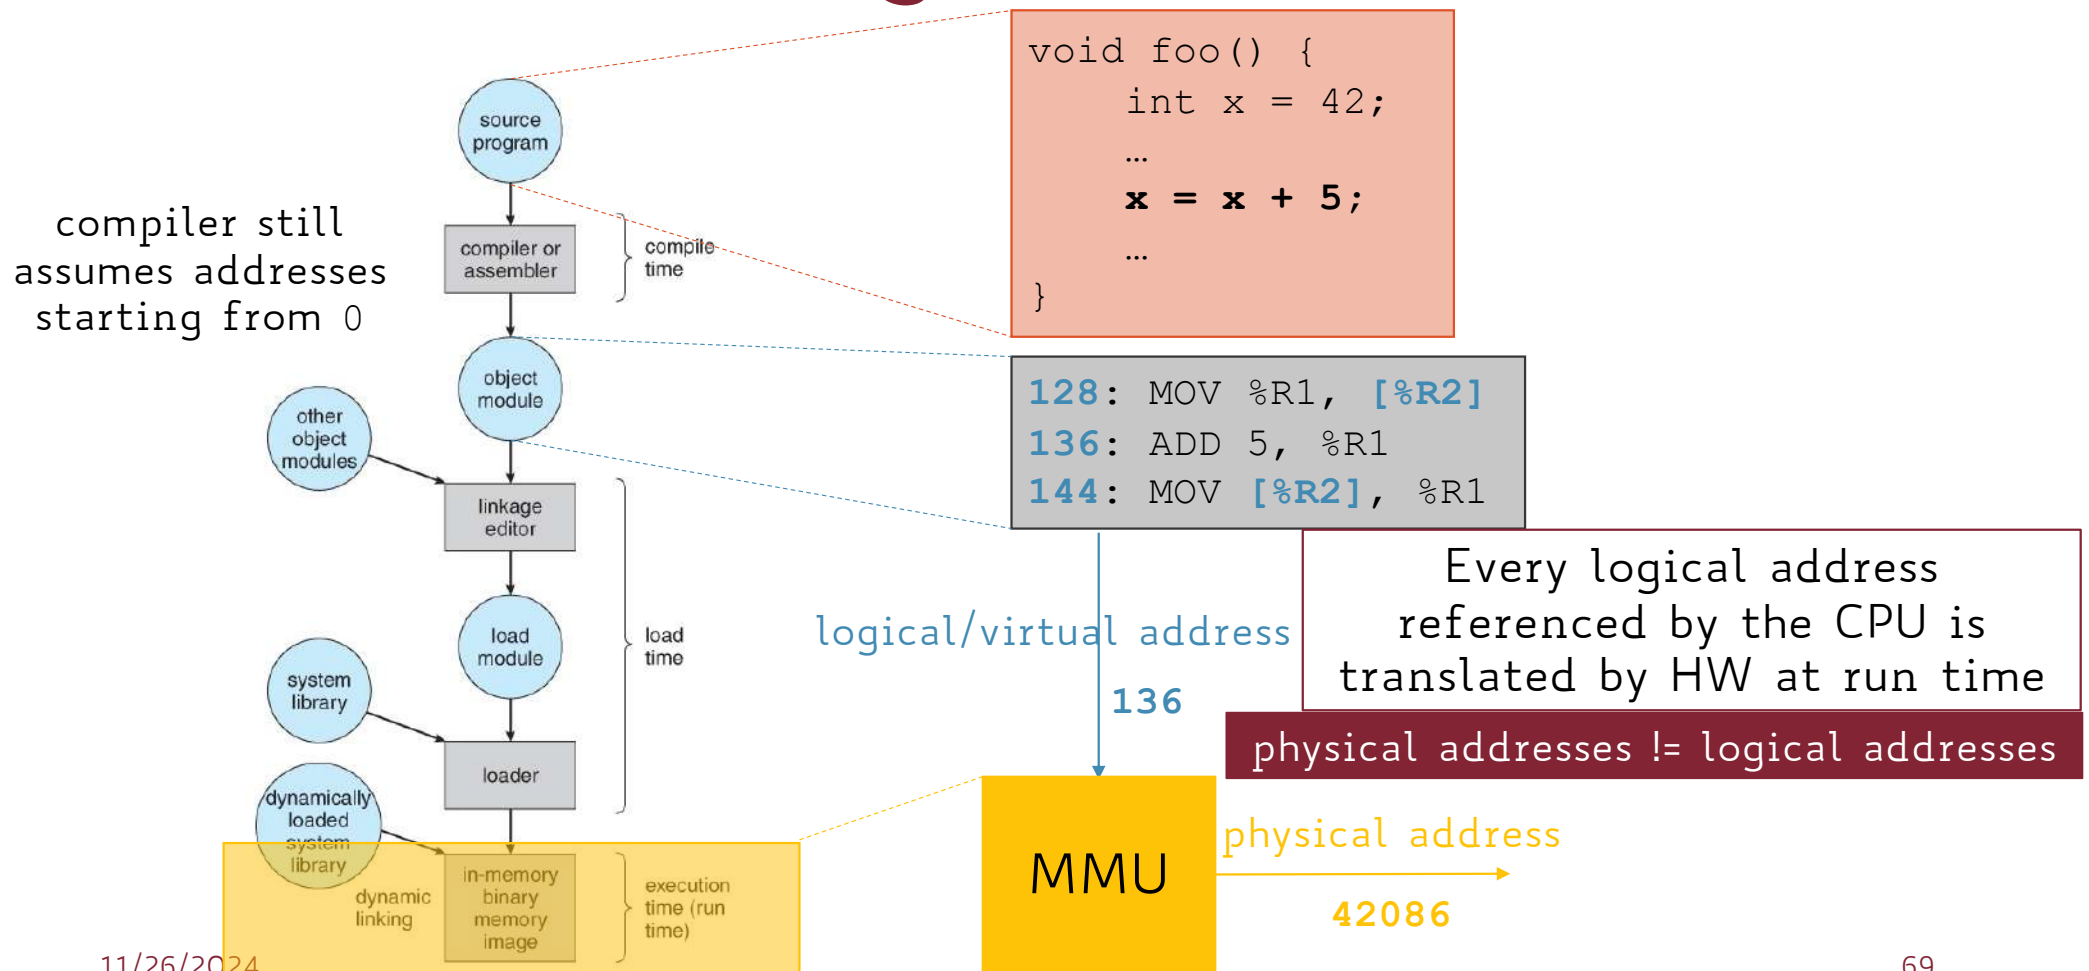 void foo() {
int x = 42;
…
x = x + 5;
…
}
source
program
compiler still
assumes addresses
starting from 0
compiler or
assembler
compile
time
object
module
128: MOV %R1, [%R2]
136: ADD 5, %R1
144: MOV [%R2], %R1
other
object
modules
linkage
editor
Every logical address
referenced by the CPU is
translated by HW at run time
logical/virtual address
136
load
module
load
time
system
library
physical addresses != logical addresses
loader
dynamically
loaded
system
library
physical address
MMU
42086
dynamic
linking
in-memory
binary
memory
image
execution
time (run
time)
11/26/2024
69